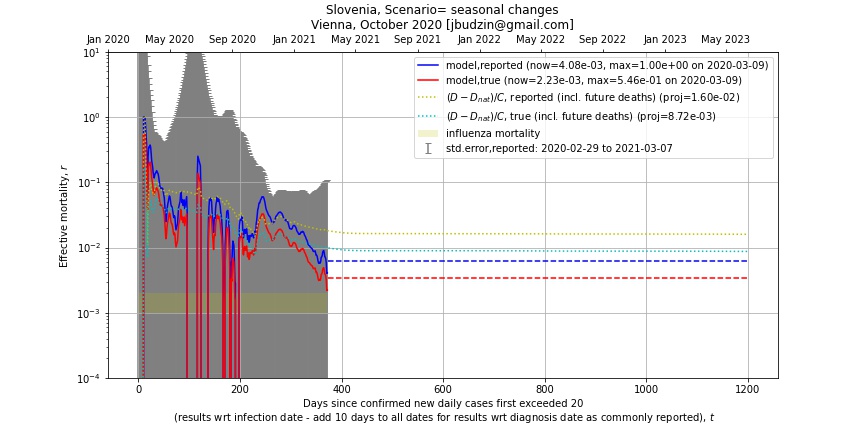 Slovenia, Scenario= seasonal changes
Vienna, October 2020 [jbudzin@gmail.com]
Jan 2020 May 2020 Sep 2020 Jan 2021 May 2021 Sep 2021 Jan 2022 May 2022 Sep 2022 Jan 2023 May 2023
10^1
10^0
10^-1
10^-2
10^-3
10^-4
Effective mortality, r
model,reported (now=4.08e-03, max=1.00e+00 on 2020-03-09)
model,true (now=2.23e-03, max=5.46e-01 on 2020-03-09)
(D − D_nat)/C, reported (incl. future deaths) (proj=1.60e-02)
(D − D_nat)/C, true (incl. future deaths) (proj=8.72e-03)
influenza mortality
std.error,reported: 2020-02-29 to 2021-03-07
0 200 400 600 800 1000 1200
Days since confirmed new daily cases first exceeded 20
(results wrt infection date - add 10 days to all dates for results wrt diagnosis date as commonly reported), t